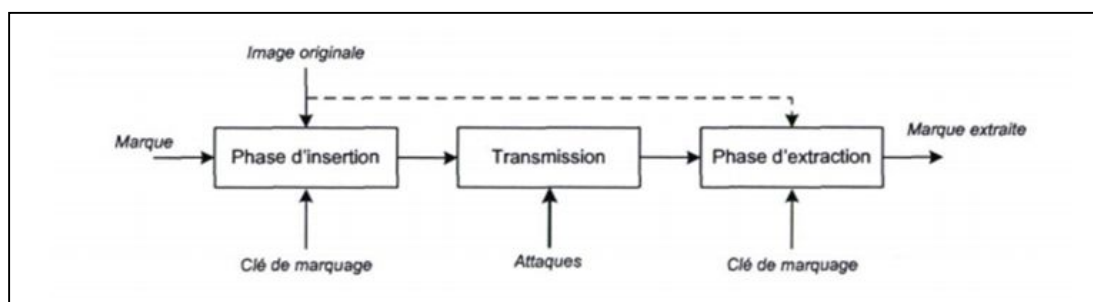 Image originale
Marque
Phase d'insertion
Transmission
Phase d'extraction
Marque extraite
Clé de marquage
Attaques
Clé de marquage